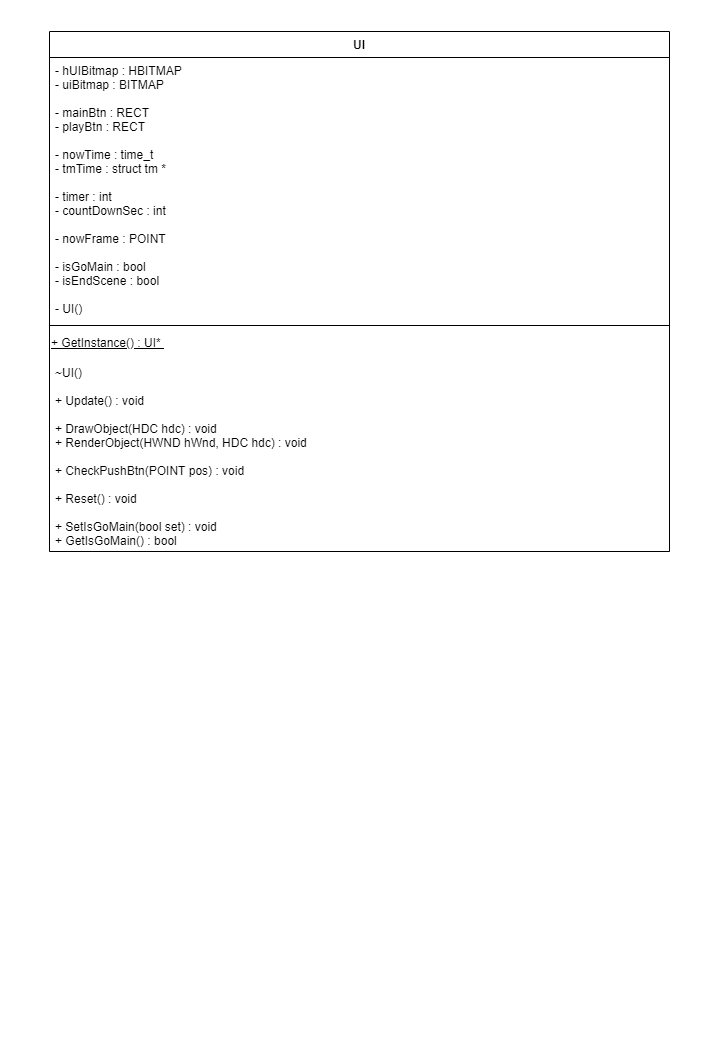 UI
- hUIBitmap : HBITMAP
- uiBitmap : BITMAP
- mainBtn : RECT
- playBtn : RECT
- nowTime : time_t
- tmTime : struct tm *
- timer : int
- countDownSec : int
- nowFrame : POINT
- isGoMain : bool
- isEndScene : bool
- UI()
+ GetInstance() : UI*
~UI()
+ Update() : void
+ DrawObject(HDC hdc) : void
+ RenderObject(HWND hWnd, HDC hdc) : void
+ CheckPushBtn(POINT pos) : void
+ Reset() : void
+ SetIsGoMain(bool set) : void
+ GetIsGoMain() : bool